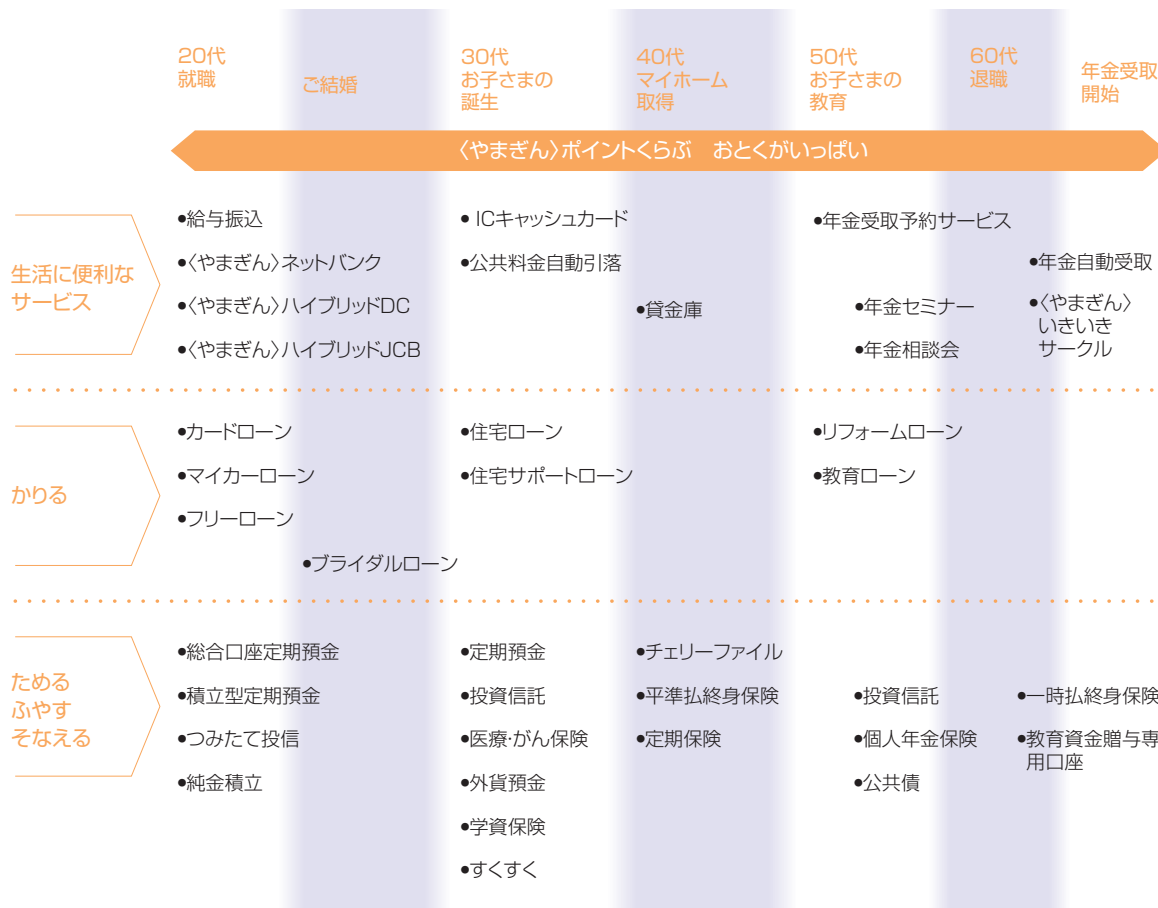 20代
就職
ご結婚
30代
お子さまの
誕生
40代
マイホーム
取得
50代
お子さまの
教育
60代
退職
年金受取
開始
〈やまぎん〉ポイントくらぶ　おとくがいっぱい
生活に便利な
サービス
●給与振込
●〈やまぎん〉ネットバンク
●〈やまぎん〉ハイブリッドDC
●〈やまぎん〉ハイブリッドJCB
● ICキャッシュカード
●公共料金自動引落
●貸金庫
●年金受取予約サービス
●年金セミナー
●年金相談会
●年金自動受取
●〈やまぎん〉
いきいき
サークル
かりる
●カードローン
●マイカーローン
●フリーローン
●ブライダルローン
●住宅ローン
●住宅サポートローン
●リフォームローン
●教育ローン
ためる
ふやす
そなえる
●総合口座定期預金
●積立型定期預金
●つみたて投信
●純金積立
●定期預金
●投資信託
●医療・がん保険
●外貨預金
●学資保険
●すくすく
●チェリーファイル
●平準払終身保険
●定期保険
●投資信託
●個人年金保険
●公共債
●一時払終身保険
●教育資金贈与専
用口座